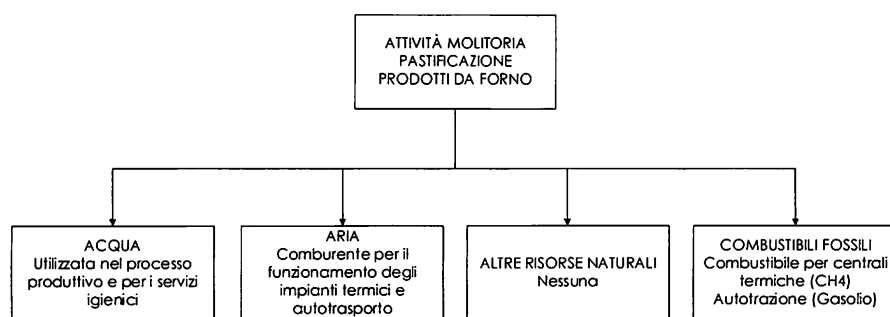 ATTIVITÀ MOLITORIA
PASTIFICAZIONE
PRODOTTI DA FORNO
ACQUA
Utilizzata nel processo
produttivo e per i servizi
igienici
ARIA
Comburente per il
funzionamento degli
impianti termici e
autotrasporto
ALTRE RISORSE NATURALI
Nessuna
COMBUSTIBILI FOSSILI
Combustibile per centrali
termiche (CH4)
Autotrazione (Gasolio)